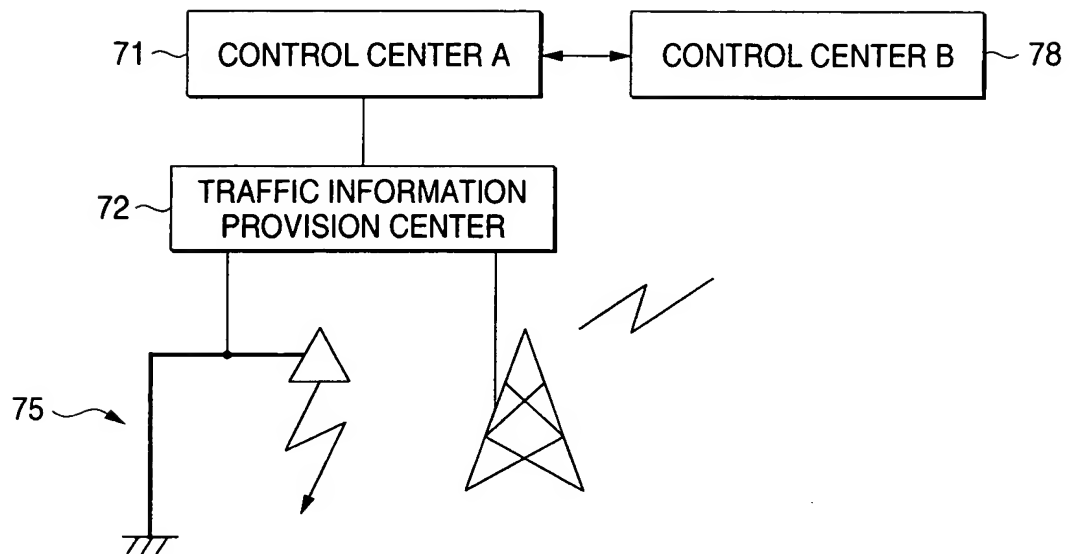 71 CONTROL CENTER A CONTROL CENTER B 78
72 TRAFFIC INFORMATION
PROVISION CENTER
75